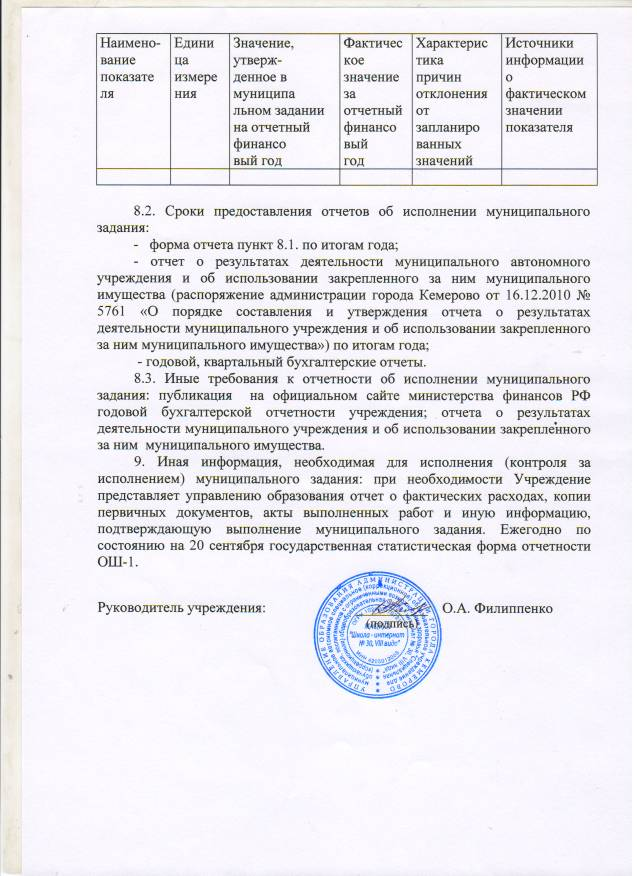 Наимено-
вание
показате
ля
Едини
ца
измере
ния
Значение,
утверж-
денное в
муниципа
льном задании
на отчетный
финансо
вый год
Фактичес
кое
значение
за
отчетный
финансо
вый
год
Характерис
тика
причин
отклонения
от
запланиро
ванных
значений
Источники
информации
о
фактическом
значении
показателя
8.2. Сроки предоставления отчетов об исполнении муниципального
задания:
- форма отчета пункт 8.1. по итогам года;
- отчет о результатах деятельности муниципального автономного
учреждения и об использовании закрепленного за ним муниципального
имущества (распоряжение администрации города Кемерово от 16.12.2010 №
5761 «О порядке составления и утверждения отчета о результатах
деятельности муниципального учреждения и об использовании закрепленного
за ним муниципального имущества») по итогам года;
- годовой, квартальный бухгалтерские отчеты.
8.3. Иные требования к отчетности об исполнении муниципального
задания: публикация на официальном сайте министерства финансов РФ
годовой бухгалтерской отчетности учреждения; отчета о результатах
деятельности муниципального учреждения и об использовании закрепленного
за ним муниципального имущества.
9. Иная информация, необходимая для исполнения (контроля за
исполнением) муниципального задания: при необходимости Учреждение
представляет управлению образования отчет о фактических расходах, копии
первичных документов, акты выполненных работ и иную информацию,
подтверждающую выполнение муниципального задания. Ежегодно по
состоянию на 20 сентября государственная статистическая форма отчетности
ОШ-1.
Руководитель учреждения: О.А. Филиппенко
(подпись)
УПРАВЛЕНИЕ ОБРАЗОВАНИЯ АДМИНИСТРАЦИИ ГОРОДА КЕМЕРОВО
"Школа - интернат
№ 30, VIII вида"